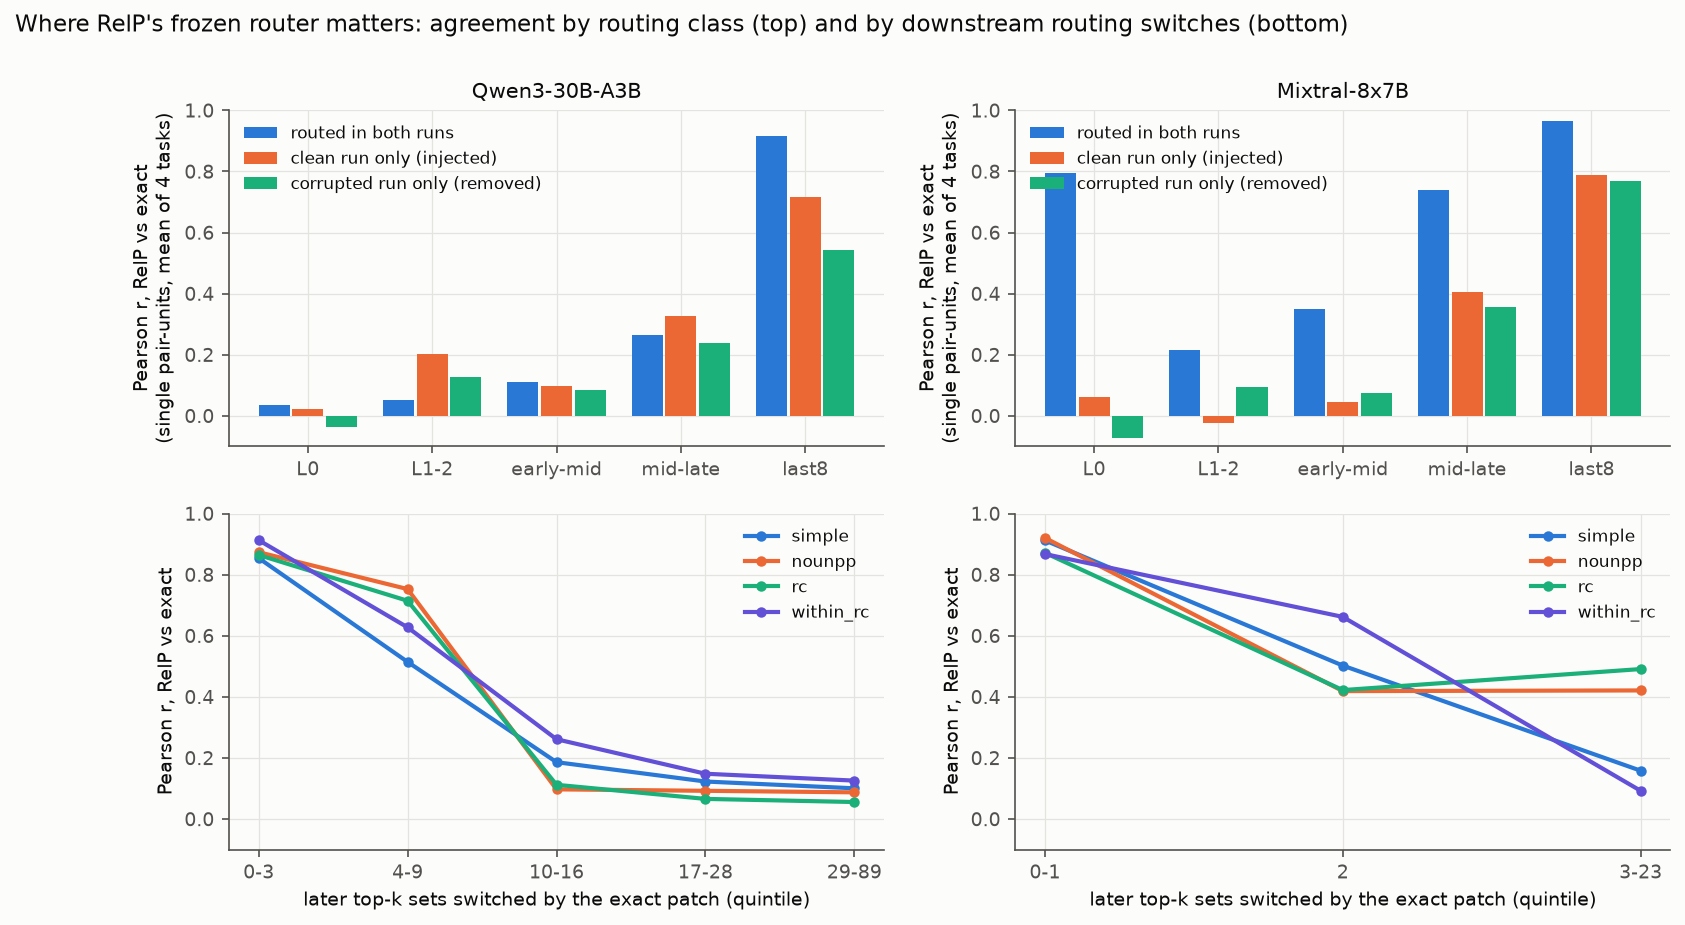 Where RelP's frozen router matters: agreement by routing class (top) and by downstream routing switches (bottom)
Qwen3-30B-A3B
Pearson r, RelP vs exact
(single pair-units, mean of 4 tasks)
1.0
0.8
0.6
0.4
0.2
0.0
routed in both runs
clean run only (injected)
corrupted run only (removed)
L0
L1-2
early-mid
mid-late
last8
Mixtral-8x7B
Pearson r, RelP vs exact
(single pair-units, mean of 4 tasks)
1.0
0.8
0.6
0.4
0.2
0.0
routed in both runs
clean run only (injected)
corrupted run only (removed)
L0
L1-2
early-mid
mid-late
last8
Pearson r, RelP vs exact
1.0
0.8
0.6
0.4
0.2
0.0
simple
nounpp
rc
within_rc
0-3
4-9
10-16
17-28
29-89
later top-k sets switched by the exact patch (quintile)
Pearson r, RelP vs exact
1.0
0.8
0.6
0.4
0.2
0.0
simple
nounpp
rc
within_rc
0-1
2
3-23
later top-k sets switched by the exact patch (quintile)